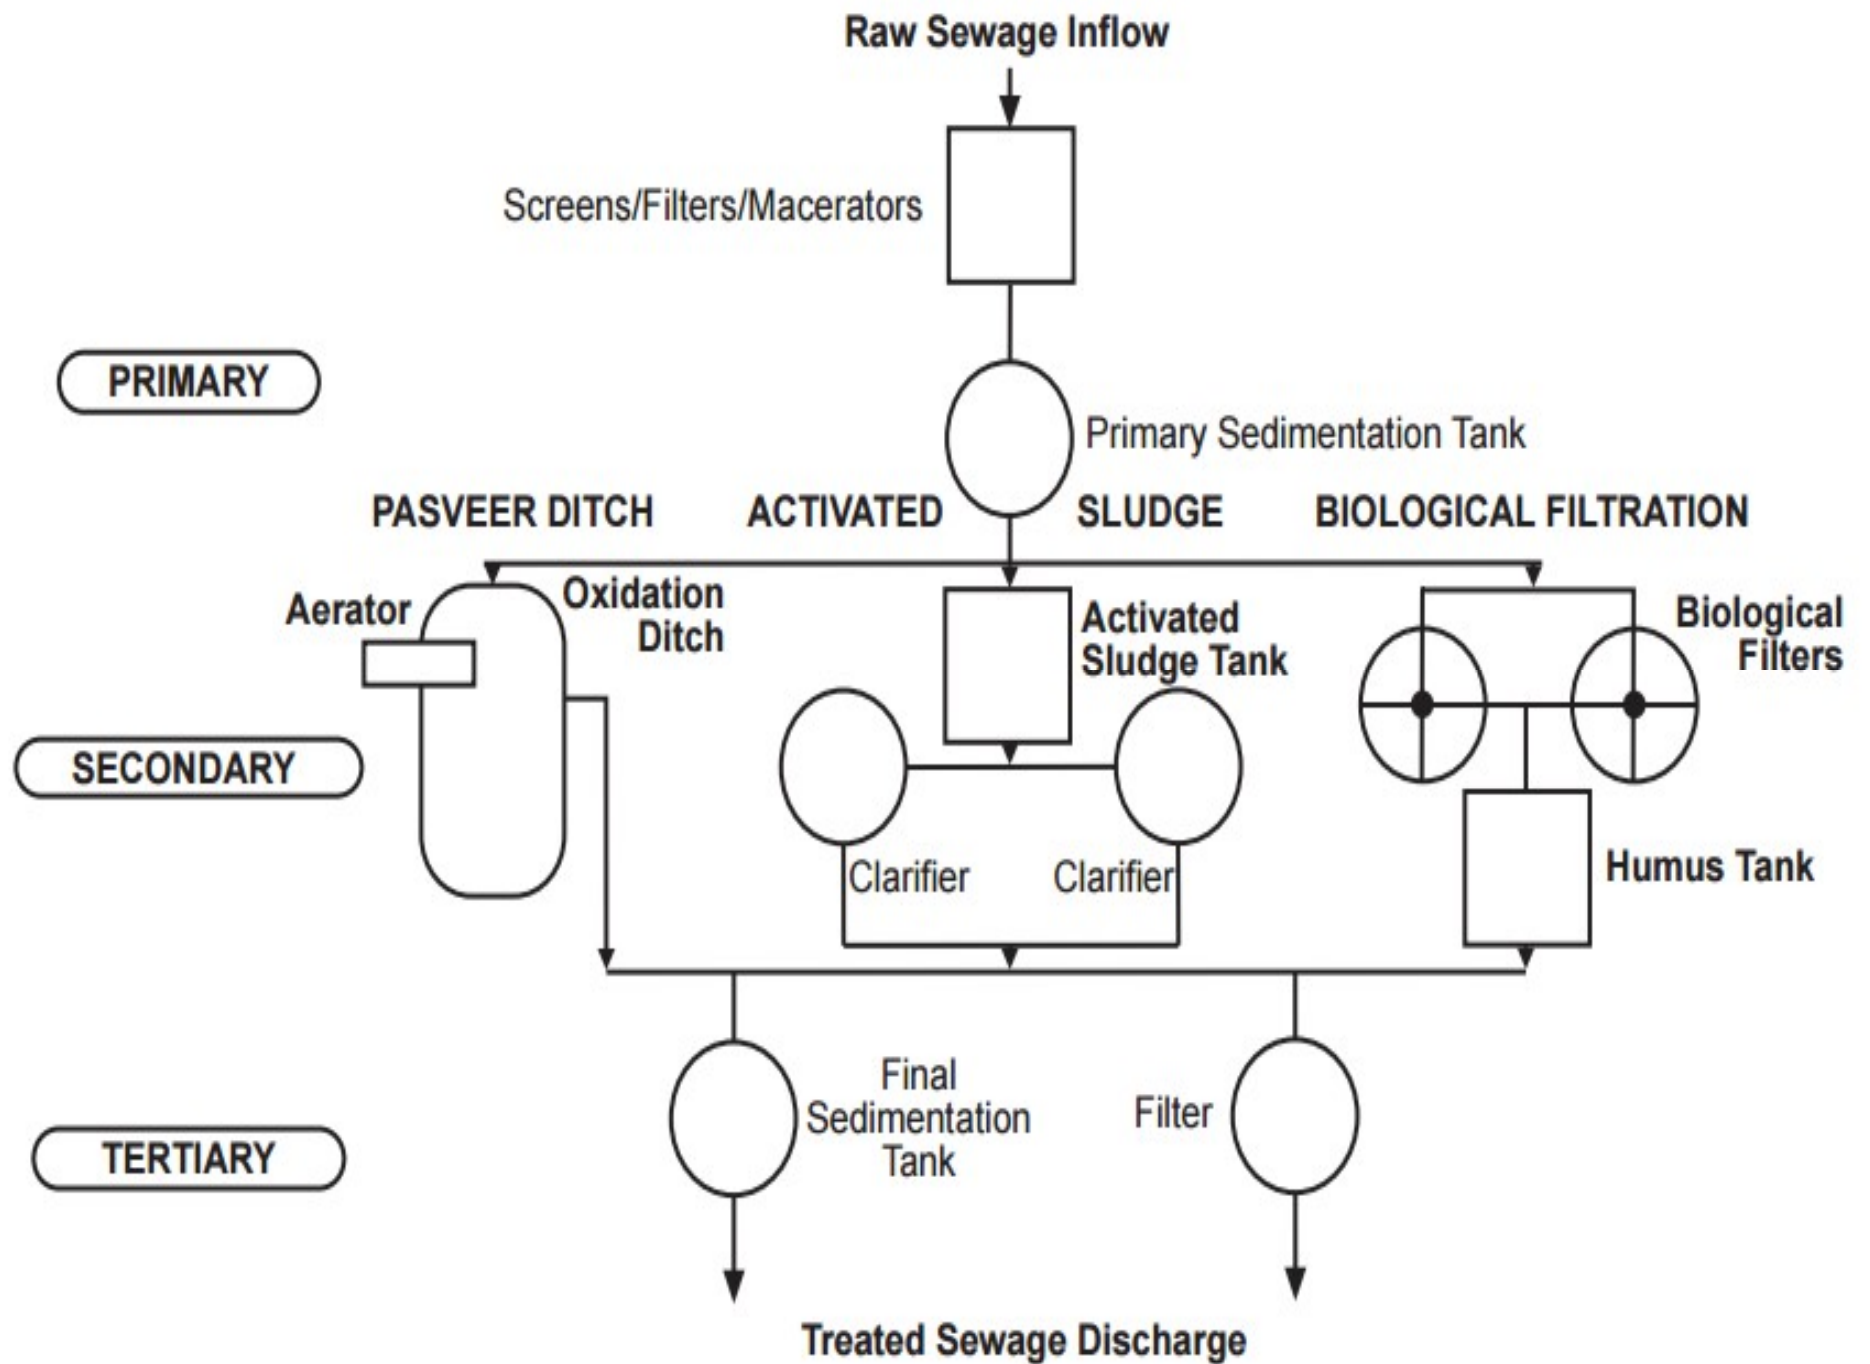 Raw Sewage Inflow
Screens/Filters/Macerators
PRIMARY
Primary Sedimentation Tank
PASVEER DITCH
ACTIVATED SLUDGE
BIOLOGICAL FILTRATION
Aerator
Oxidation
Ditch
Activated
Sludge Tank
Biological
Filters
SECONDARY
Clarifier
Clarifier
Humus Tank
Final
Sedimentation
Tank
Filter
TERTIARY
Treated Sewage Discharge